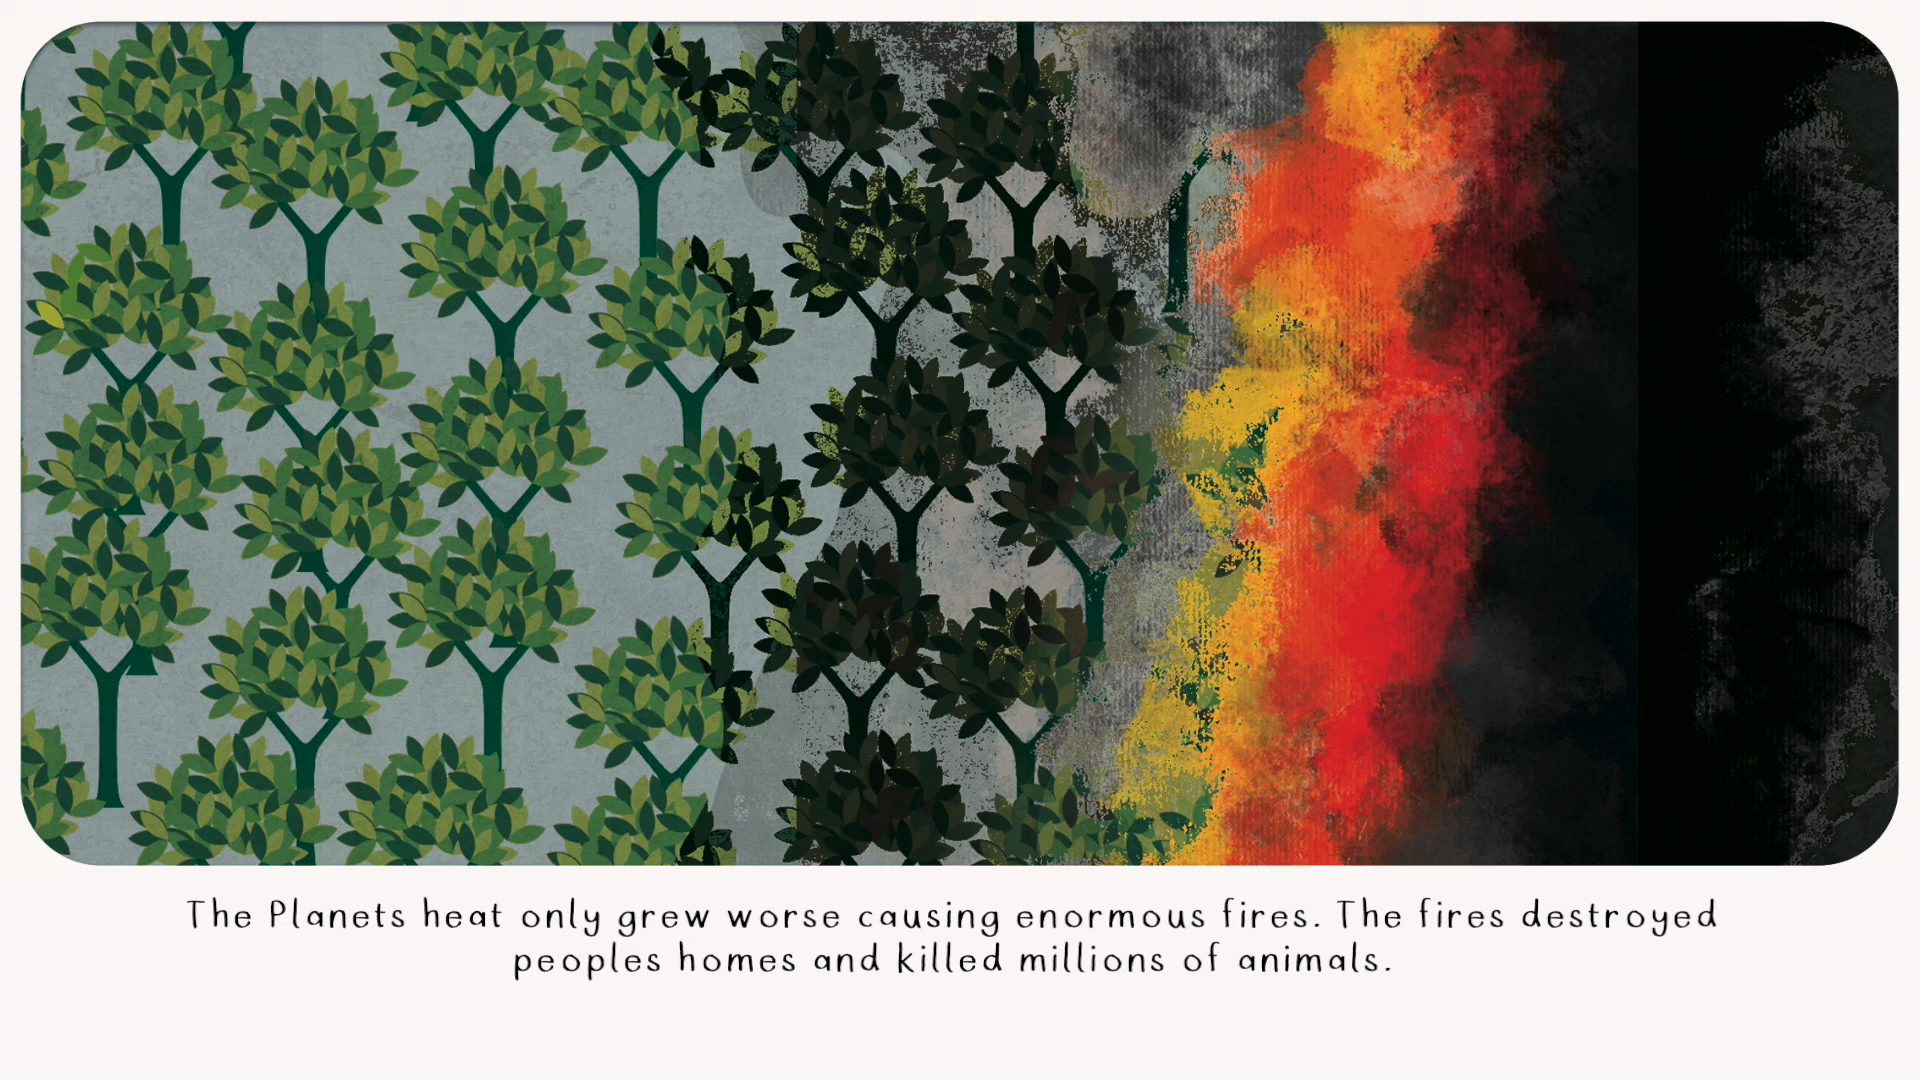 The Planets heat only grew worse causing enormous fires. The fires destroyed
peoples homes and killed millions of animals.